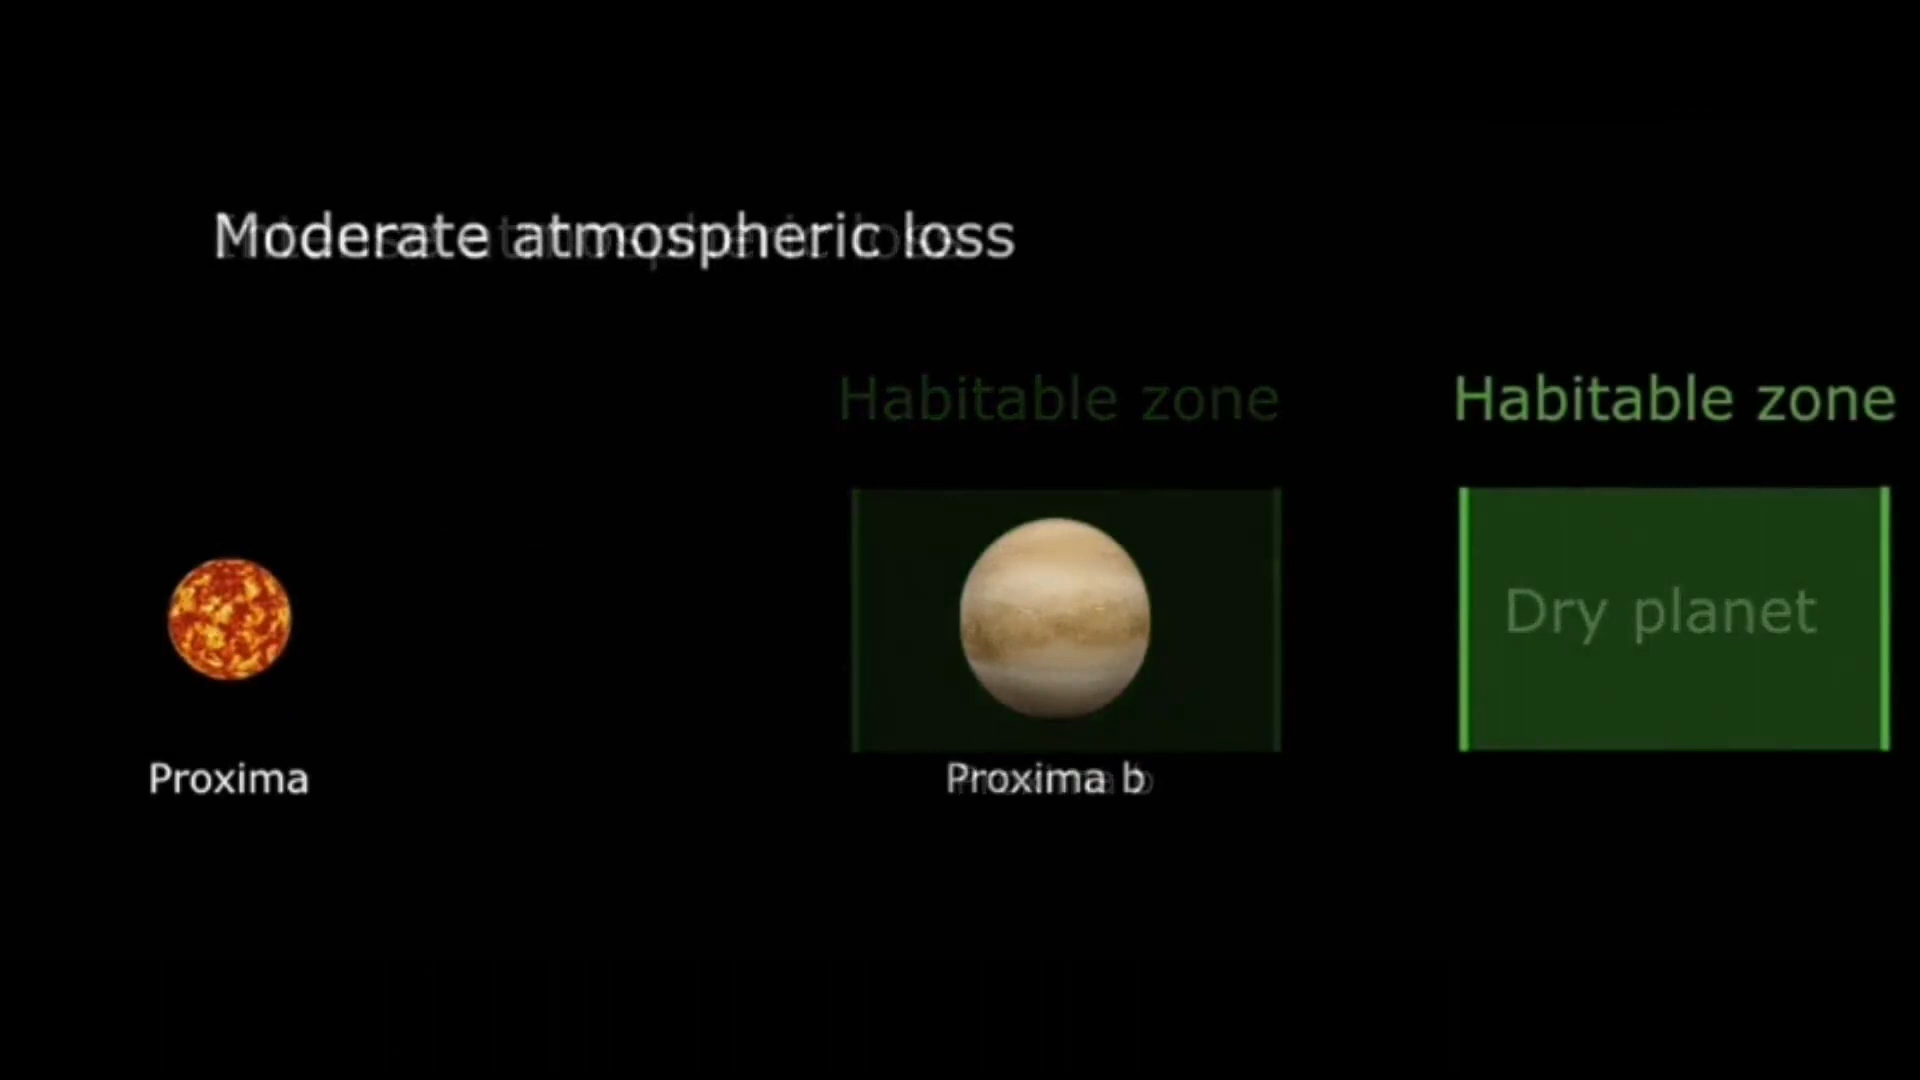 Moderate atmospheric loss
Habitable zone
Habitable zone
Dry planet
Proxima
Proxima b